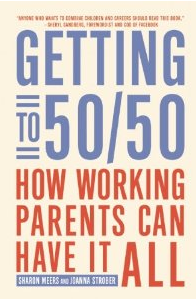 "ANYONE WHO WANTS TO COMBINE CHILDREN AND CAREERS SHOULD READ THIS BOOK."
- SHERYL SANDBERG, FOREWORDIST AND COO OF FACEBOOK
GETTING
TO 50/50
HOW WORKING
PARENTS CAN
HAVE IT ALL
SHARON MEERS AND JOANNA STROBER